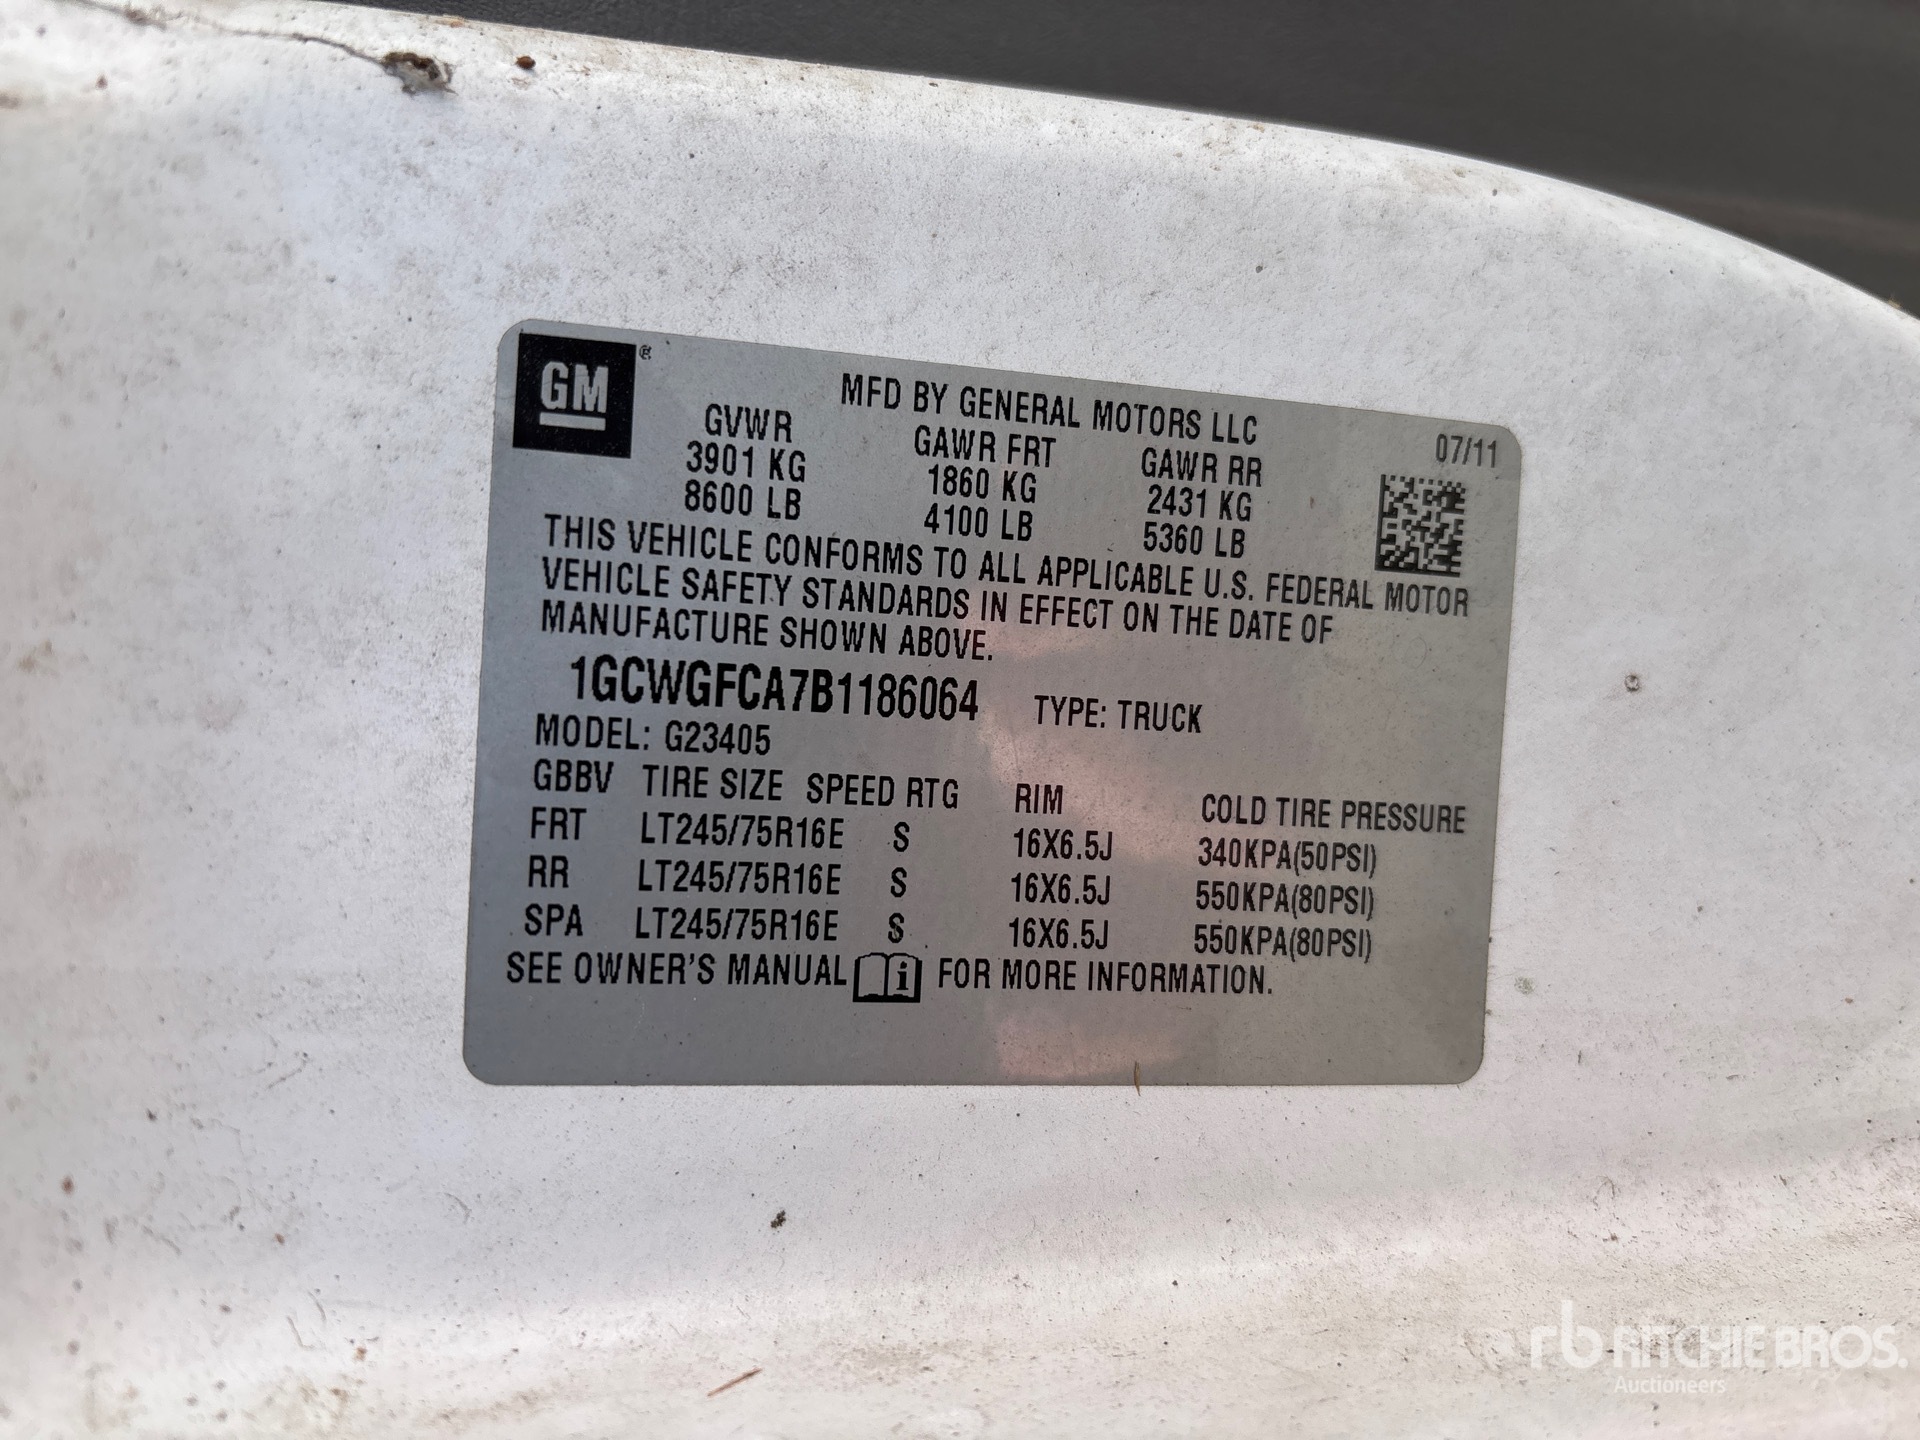 GM®
MFD BY GENERAL MOTORS LLC
07/11
GVWR GAWR FRT GAWR RR
3901 KG 1860 KG 2431 KG
8600 LB 4100 LB 5360 LB
THIS VEHICLE CONFORMS TO ALL APPLICABLE U.S. FEDERAL MOTOR
VEHICLE SAFETY STANDARDS IN EFFECT ON THE DATE OF
MANUFACTURE SHOWN ABOVE.
1GCWGFCA7B1186064 TYPE: TRUCK
MODEL: G23405
GBBV TIRE SIZE SPEED RTG RIM COLD TIRE PRESSURE
FRT LT245/75R16E S 16X6.5J 340KPA(50PSI)
RR LT245/75R16E S 16X6.5J 550KPA(80PSI)
SPA LT245/75R16E S 16X6.5J 550KPA(80PSI)
SEE OWNER'S MANUAL i FOR MORE INFORMATION.
rb RITCHIE BROS.
Auctioneers